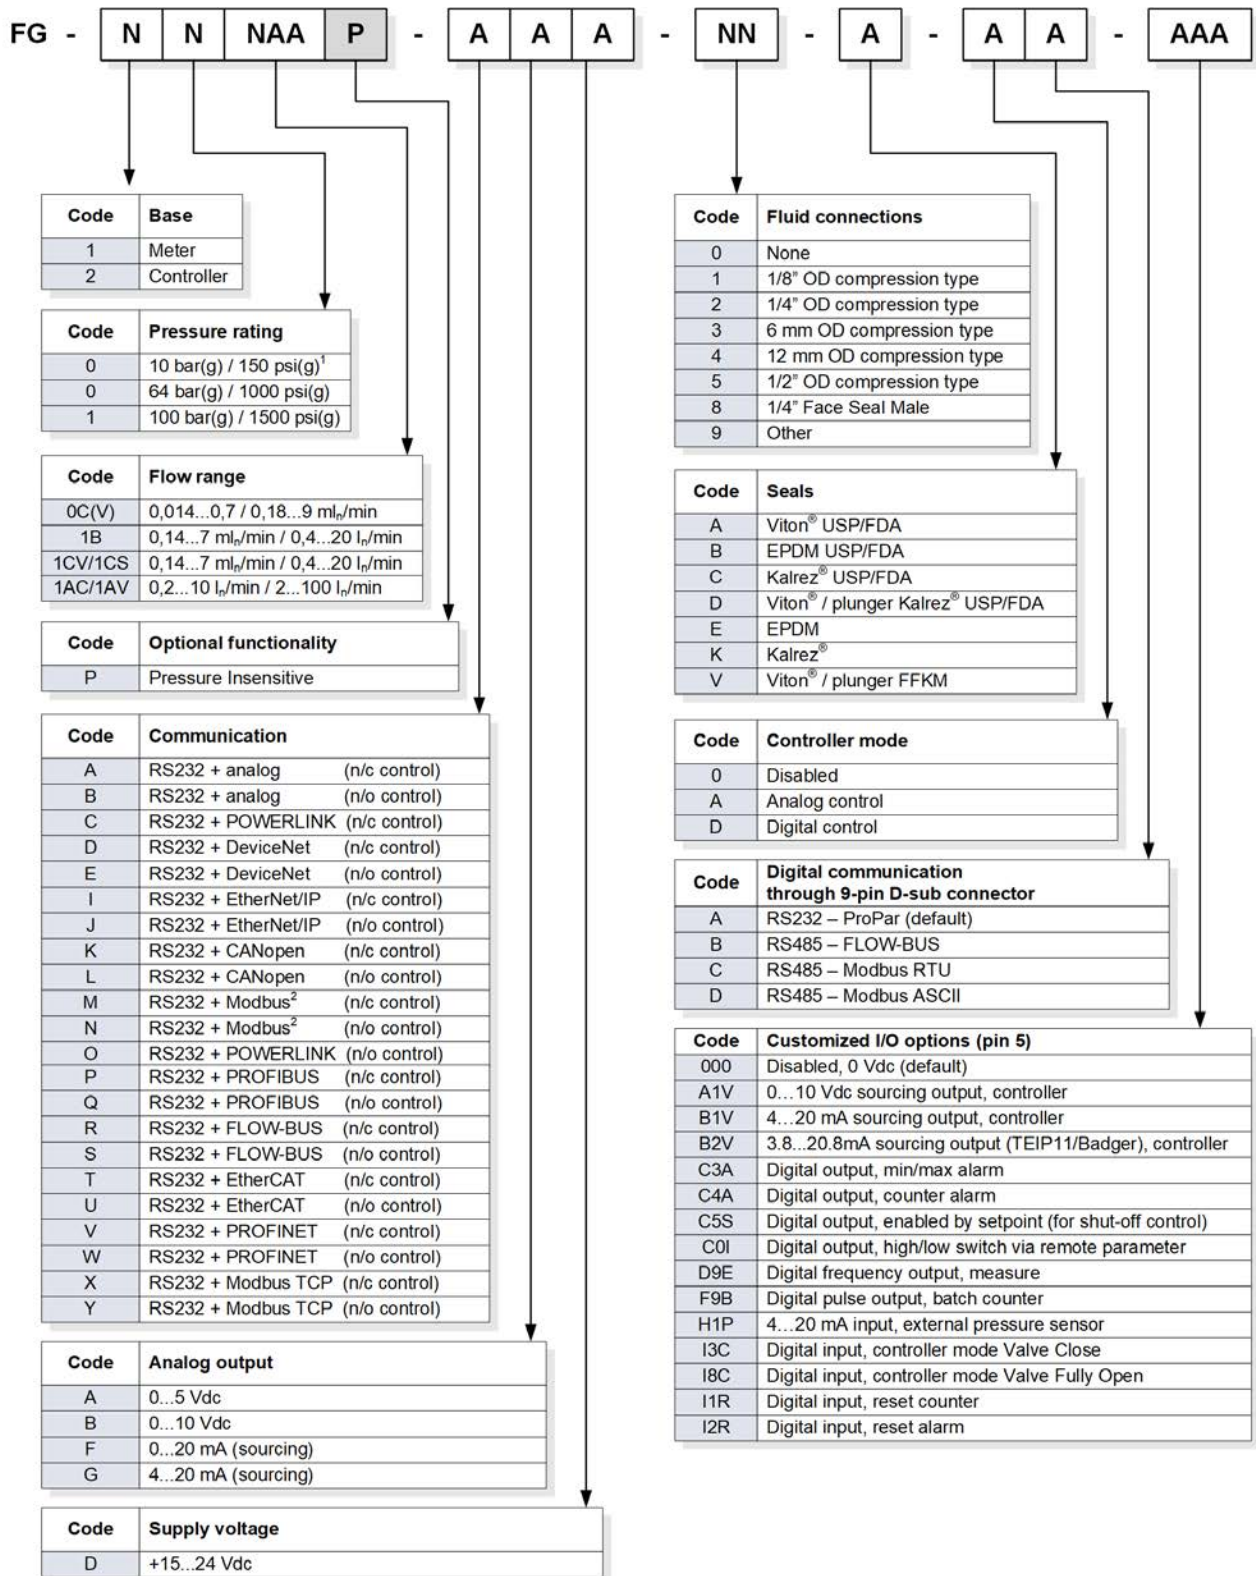 FG - N N NAA P - A A A - NN - A - A A - AAA
Code Base
1 Meter
2 Controller
Code Pressure rating
0 10 bar(g) / 150 psi(g)¹
0 64 bar(g) / 1000 psi(g)
1 100 bar(g) / 1500 psi(g)
Code Flow range
0C(V) 0,014...0,7 / 0,18...9 mlₙ/min
1B 0,14...7 mlₙ/min / 0,4...20 lₙ/min
1CV/1CS 0,14...7 mlₙ/min / 0,4...20 lₙ/min
1AC/1AV 0,2...10 lₙ/min / 2...100 lₙ/min
Code Optional functionality
P Pressure Insensitive
Code Communication
A RS232 + analog (n/c control)
B RS232 + analog (n/o control)
C RS232 + POWERLINK (n/c control)
D RS232 + DeviceNet (n/c control)
E RS232 + DeviceNet (n/o control)
I RS232 + EtherNet/IP (n/c control)
J RS232 + EtherNet/IP (n/o control)
K RS232 + CANopen (n/c control)
L RS232 + CANopen (n/o control)
M RS232 + Modbus² (n/c control)
N RS232 + Modbus² (n/o control)
O RS232 + POWERLINK (n/o control)
P RS232 + PROFIBUS (n/c control)
Q RS232 + PROFIBUS (n/o control)
R RS232 + FLOW-BUS (n/c control)
S RS232 + FLOW-BUS (n/o control)
T RS232 + EtherCAT (n/c control)
U RS232 + EtherCAT (n/o control)
V RS232 + PROFINET (n/c control)
W RS232 + PROFINET (n/o control)
X RS232 + Modbus TCP (n/c control)
Y RS232 + Modbus TCP (n/o control)
Code Analog output
A 0...5 Vdc
B 0...10 Vdc
F 0...20 mA (sourcing)
G 4...20 mA (sourcing)
Code Supply voltage
D +15...24 Vdc
Code Fluid connections
0 None
1 1/8” OD compression type
2 1/4” OD compression type
3 6 mm OD compression type
4 12 mm OD compression type
5 1/2” OD compression type
8 1/4” Face Seal Male
9 Other
Code Seals
A Viton® USP/FDA
B EPDM USP/FDA
C Kalrez® USP/FDA
D Viton® / plunger Kalrez® USP/FDA
E EPDM
K Kalrez®
V Viton® / plunger FFKM
Code Controller mode
0 Disabled
A Analog control
D Digital control
Code Digital communication
through 9-pin D-sub connector
A RS232 – ProPar (default)
B RS485 – FLOW-BUS
C RS485 – Modbus RTU
D RS485 – Modbus ASCII
Code Customized I/O options (pin 5)
000 Disabled, 0 Vdc (default)
A1V 0...10 Vdc sourcing output, controller
B1V 4...20 mA sourcing output, controller
B2V 3.8...20.8mA sourcing output (TEIP11/Badger), controller
C3A Digital output, min/max alarm
C4A Digital output, counter alarm
C5S Digital output, enabled by setpoint (for shut-off control)
C0I Digital output, high/low switch via remote parameter
D9E Digital frequency output, measure
F9B Digital pulse output, batch counter
H1P 4...20 mA input, external pressure sensor
I3C Digital input, controller mode Valve Close
I8C Digital input, controller mode Valve Fully Open
I1R Digital input, reset counter
I2R Digital input, reset alarm